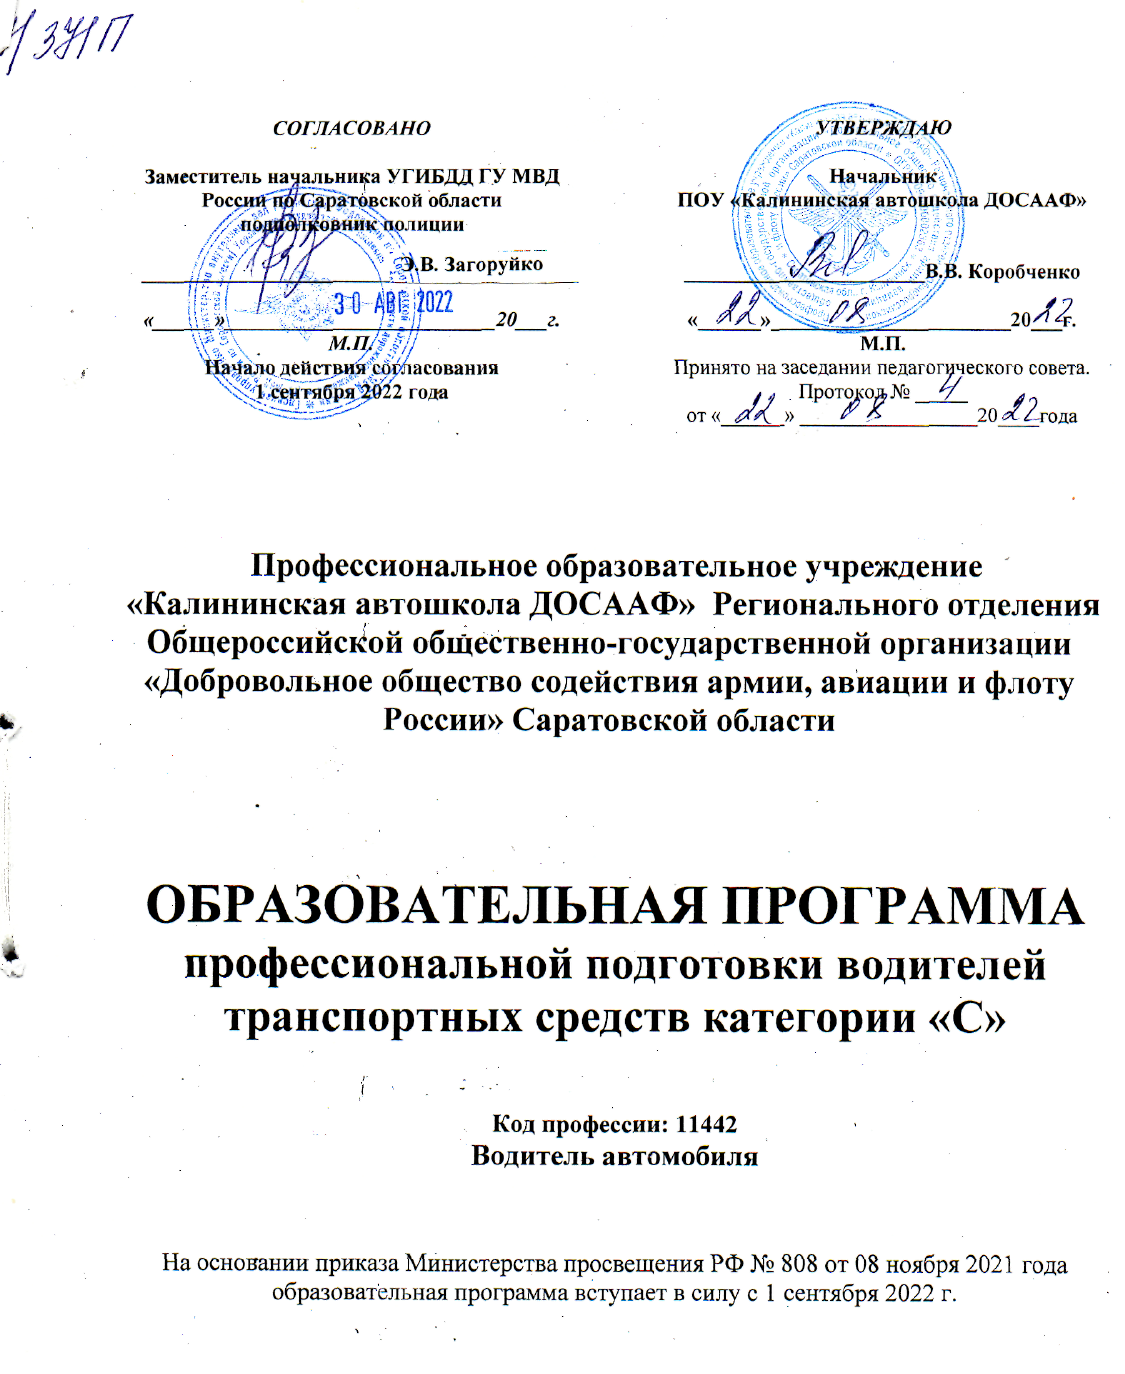 СОГЛАСОВАНО
Заместитель начальника УГИБДД ГУ МВД
России по Саратовской области
подполковник полиции
Э.В. Загоруйко
30 АВГ 2022
«______»__________________________20___г.
М.П.
Начало действия согласования
1 сентября 2022 года
УТВЕРЖДАЮ
Начальник
ПОУ «Калининская автошкола ДОСААФ»
В.В. Коробченко
«22» 08 2022г.
М.П.
Принято на заседании педагогического совета.
Протокол № 4
от «22» 08 2022года
Профессиональное образовательное учреждение
«Калининская автошкола ДОСААФ» Регионального отделения
Общероссийской общественно-государственной организации
«Добровольное общество содействия армии, авиации и флоту
России» Саратовской области
ОБРАЗОВАТЕЛЬНАЯ ПРОГРАММА
профессиональной подготовки водителей
транспортных средств категории «С»
Код профессии: 11442
Водитель автомобиля
На основании приказа Министерства просвещения РФ № 808 от 08 ноября 2021 года
образовательная программа вступает в силу с 1 сентября 2022 г.